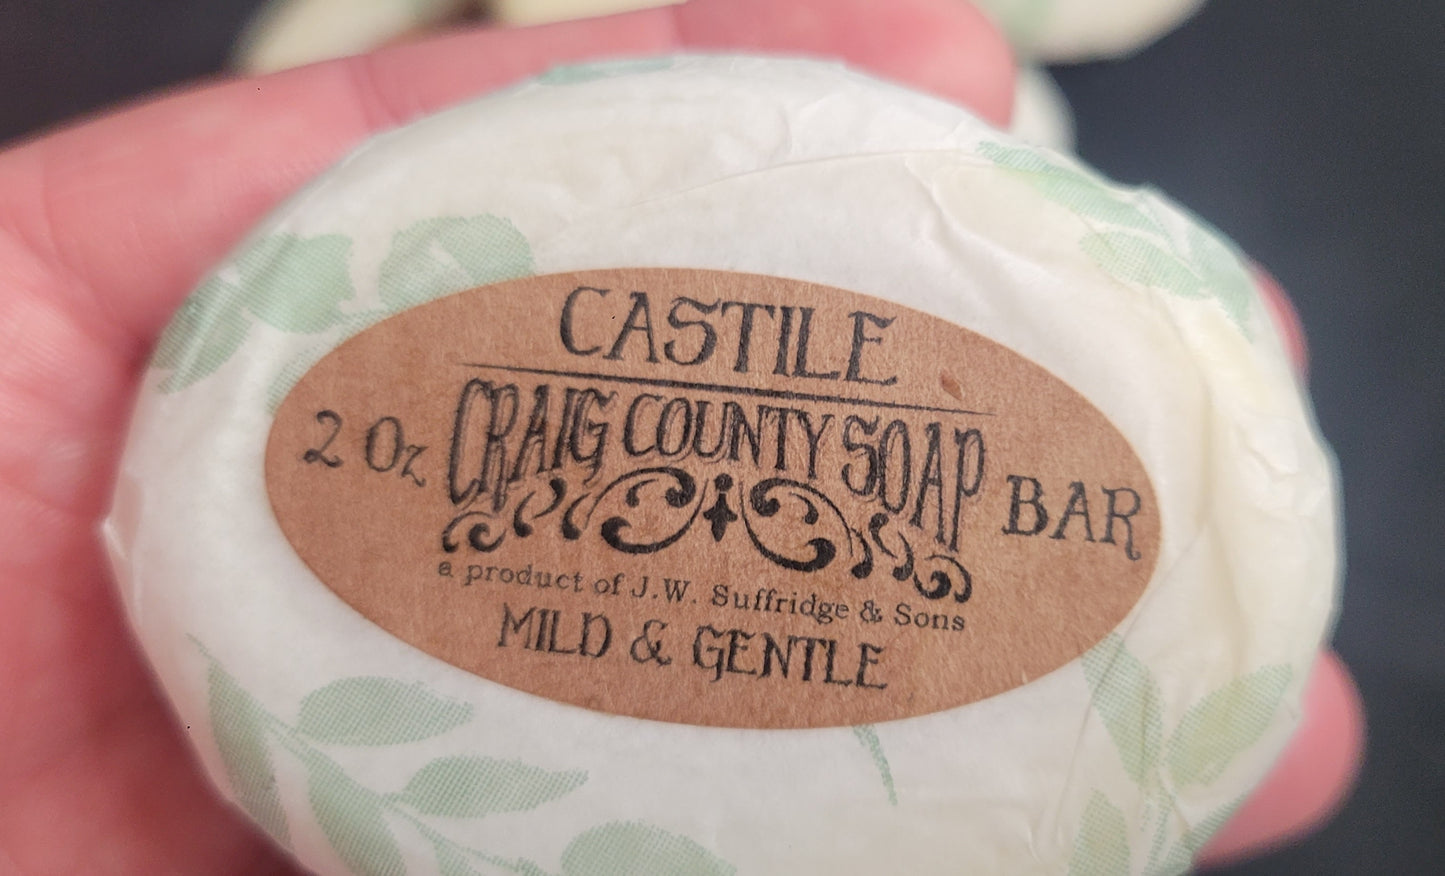 CASTILE
2 Oz CRAIG COUNTY SOAP BAR
a product of J.W. Suffridge & Sons
MILD & GENTLE